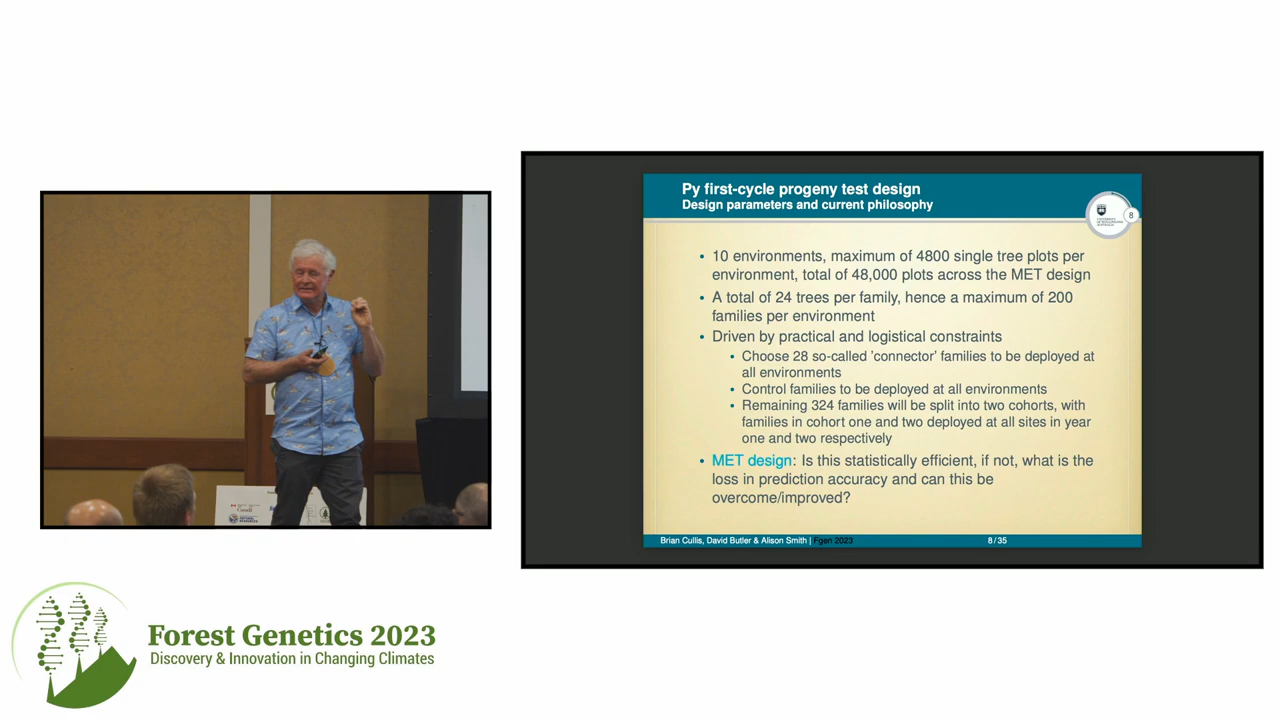 Py first-cycle progeny test design
Design parameters and current philosophy
8
• 10 environments, maximum of 4800 single tree plots per
environment, total of 48,000 plots across the MET design
• A total of 24 trees per family, hence a maximum of 200
families per environment
• Driven by practical and logistical constraints
• Choose 28 so-called 'connector' families to be deployed at
all environments
• Control families to be deployed at all environments
• Remaining 324 families will be split into two cohorts, with
families in cohort one and two deployed at all sites in year
one and two respectively
• MET design: Is this statistically efficient, if not, what is the
loss in prediction accuracy and can this be
overcome/improved?
Brian Cullis, David Butler & Alison Smith | Fgen 2023
8 / 35
Canada
Forest Genetics 2023
Discovery & Innovation in Changing Climates